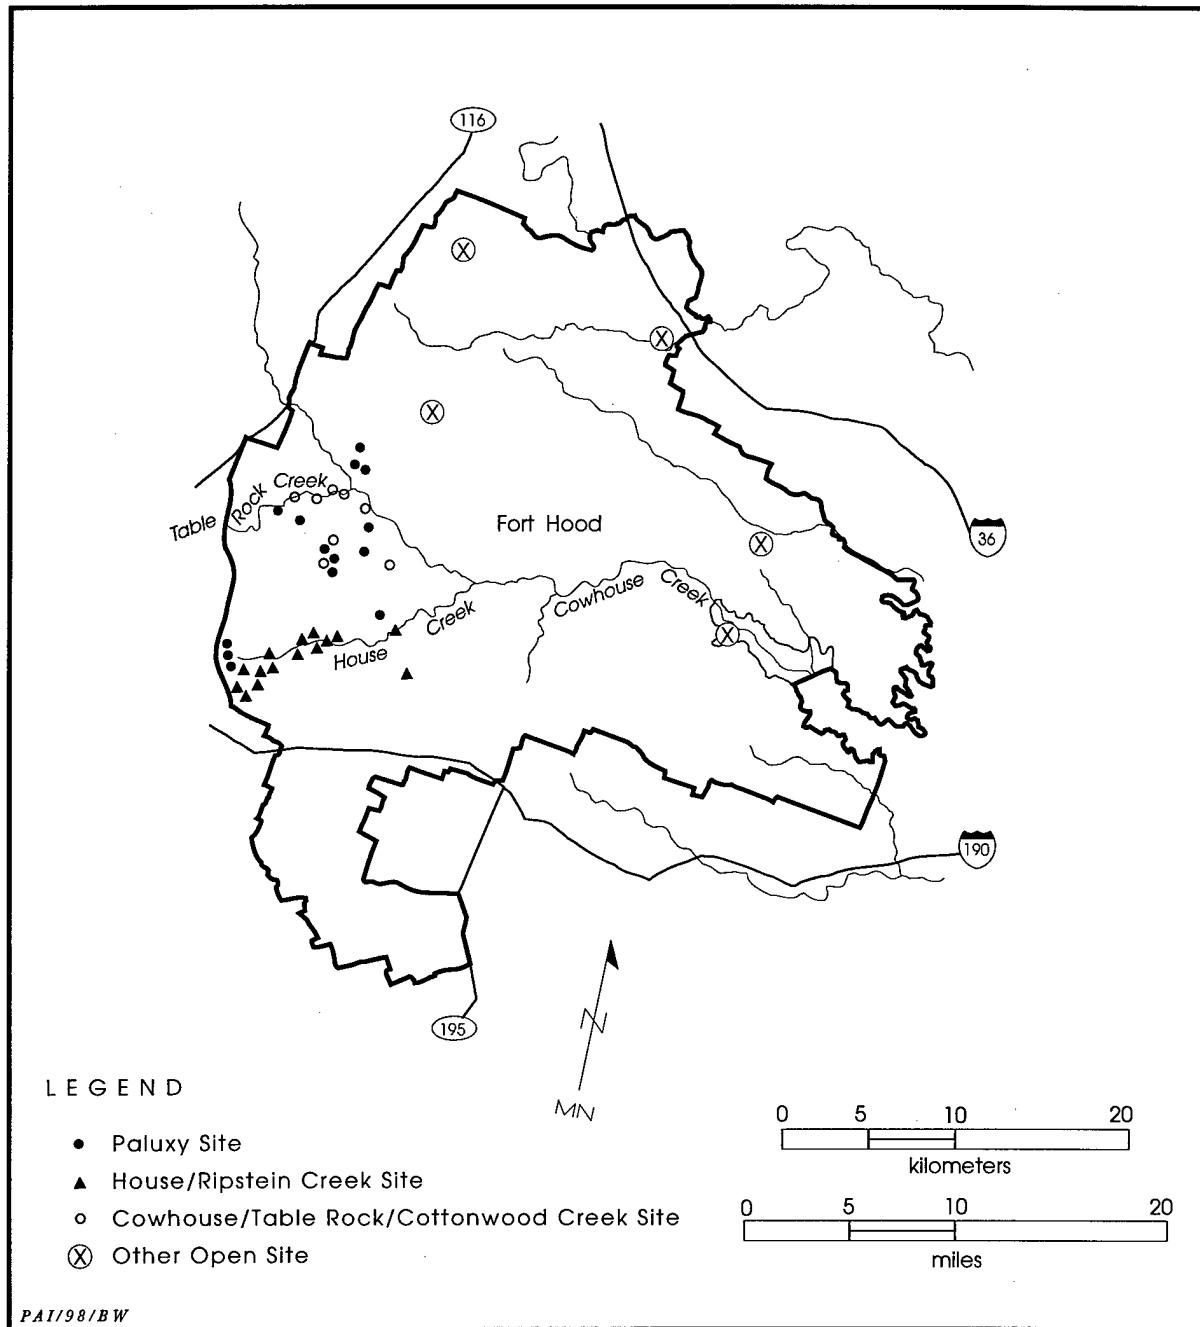 116
Table Rock Creek
Fort Hood
36
Cowhouse Creek
House Creek
190
195
N
MN
LEGEND
Paluxy Site
House/Ripstein Creek Site
Cowhouse/Table Rock/Cottonwood Creek Site
X Other Open Site
0 5 10 20
kilometers
0 5 10 20
miles
PAI/98/BW